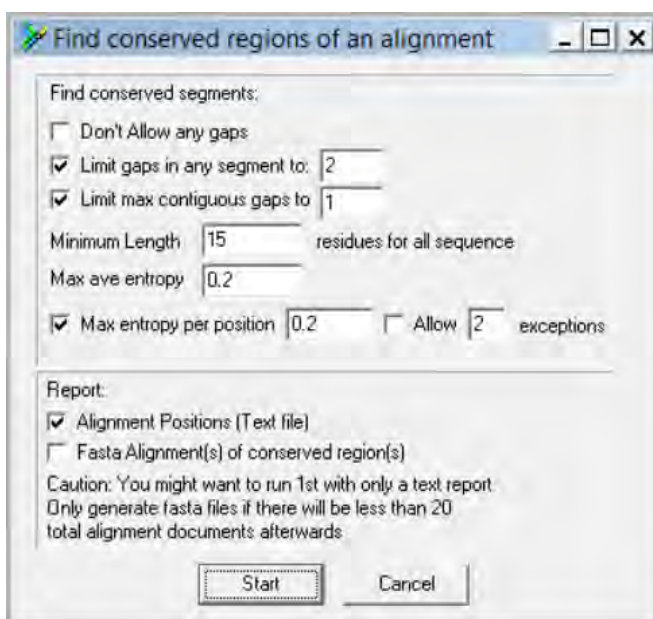 Find conserved regions of an alignment
Find conserved segments:
Don't Allow any gaps
Limit gaps in any segment to: 2
Limit max contiguous gaps to 1
Minimum Length 15 residues for all sequence
Max ave entropy 0.2
Max entropy per position 0.2 Allow 2 exceptions
Report:
Alignment Positions (Text file)
Fasta Alignment(s) of conserved region(s)
Caution: You might want to run 1st with only a text report
Only generate fasta files if there will be less than 20
total alignment documents afterwards
Start Cancel